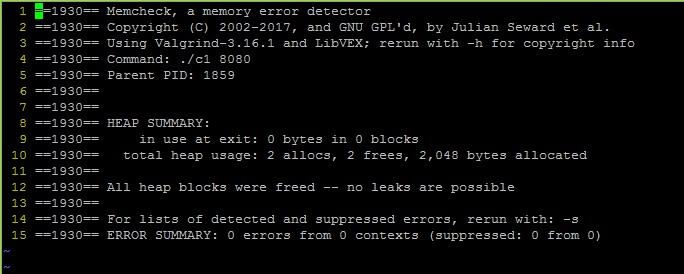 1 ==1930== Memcheck, a memory error detector
2 ==1930== Copyright (C) 2002-2017, and GNU GPL'd, by Julian Seward et al.
3 ==1930== Using Valgrind-3.16.1 and LibVEX; rerun with -h for copyright info
4 ==1930== Command: ./c1 8080
5 ==1930== Parent PID: 1859
6 ==1930==
7 ==1930==
8 ==1930== HEAP SUMMARY:
9 ==1930==     in use at exit: 0 bytes in 0 blocks
10 ==1930==   total heap usage: 2 allocs, 2 frees, 2,048 bytes allocated
11 ==1930==
12 ==1930== All heap blocks were freed -- no leaks are possible
13 ==1930==
14 ==1930== For lists of detected and suppressed errors, rerun with: -s
15 ==1930== ERROR SUMMARY: 0 errors from 0 contexts (suppressed: 0 from 0)
~
~